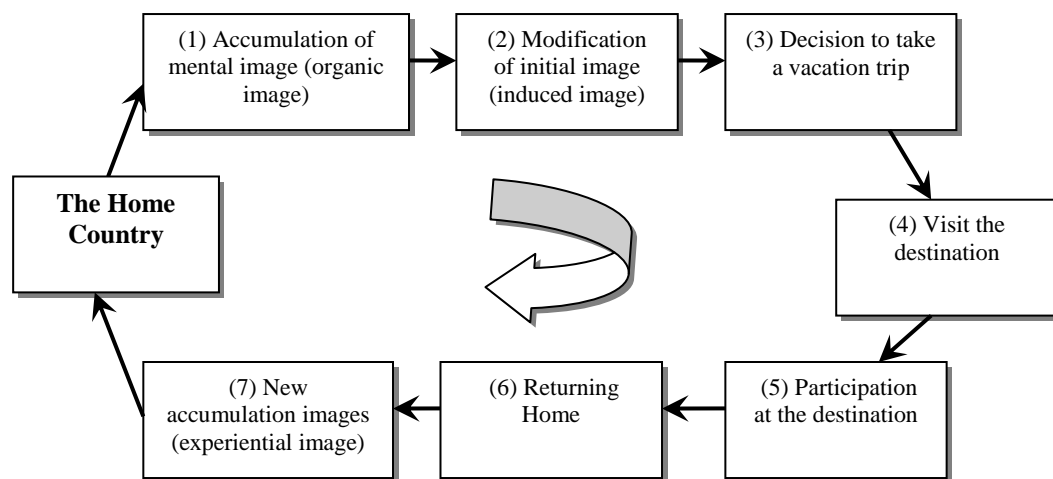 (1) Accumulation of
mental image (organic
image)
(2) Modification
of initial image
(induced image)
(3) Decision to take
a vacation trip
The Home
Country
(4) Visit the
destination
(5) Participation
at the destination
(6) Returning
Home
(7) New
accumulation images
(experiential image)